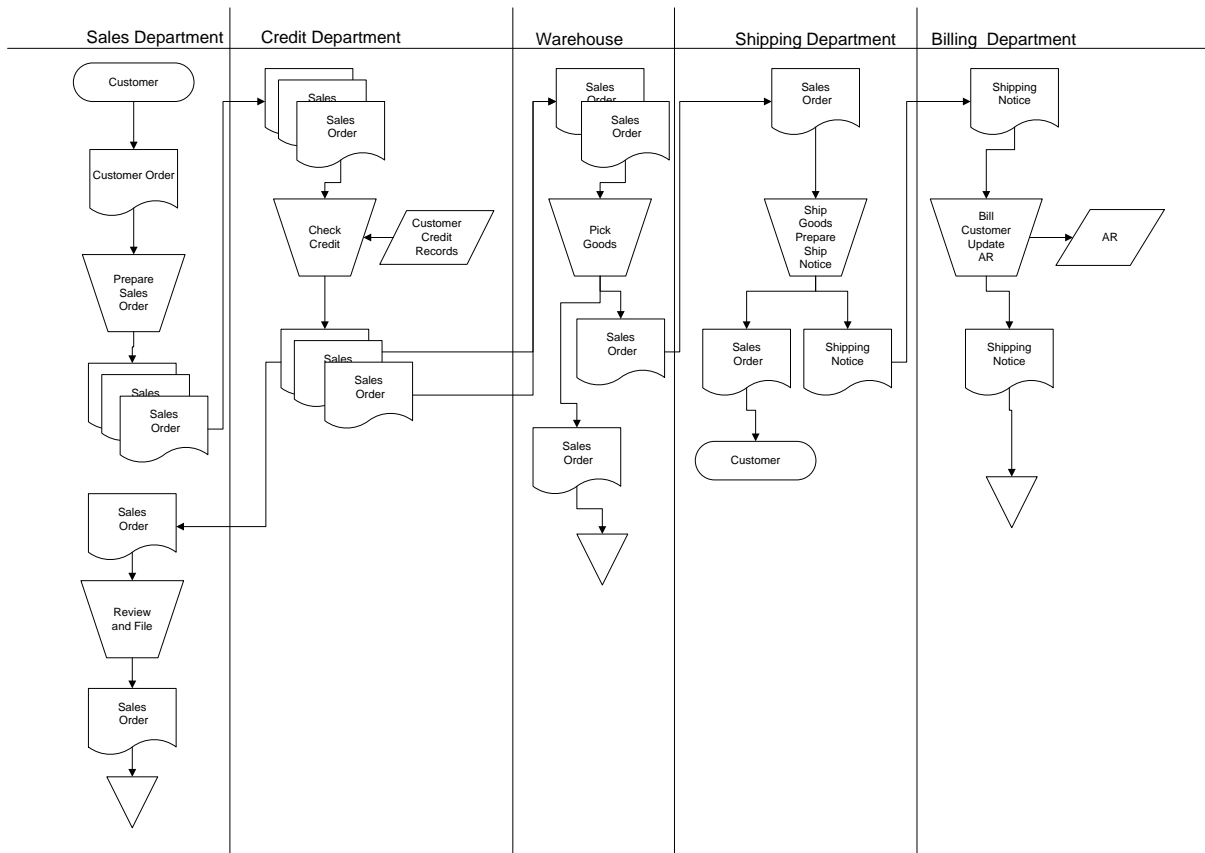 Sales Department
Credit Department
Warehouse
Shipping Department
Billing  Department
Customer
Customer Order
Prepare
Sales
Order
Sales
Sales
Order
Sales
Order
Review
and File
Sales
Order
Sales
Sales
Order
Check
Credit
Customer
Credit
Records
Sales
Sales
Order
Sales
Order
Sales
Order
Pick
Goods
Sales
Order
Sales
Order
Sales
Order
Ship
Goods
Prepare
Ship
Notice
Sales
Order
Shipping
Notice
Customer
Shipping
Notice
Bill
Customer
Update
AR
AR
Shipping
Notice